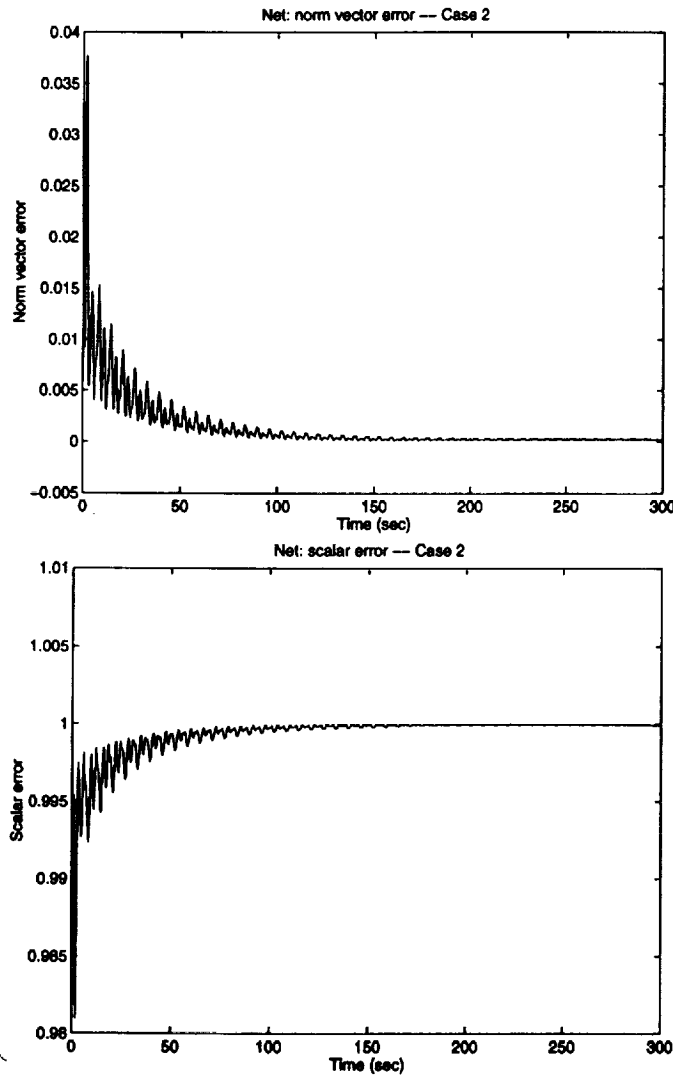 Net: norm vector error –– Case 2
0.04
0.035
0.03
0.025
0.02
0.015
0.01
0.005
0
−0.005
Norm vector error
0 50 100 150 200 250 300
Time (sec)
Net: scalar error –– Case 2
1.01
1.005
1
0.995
0.99
0.985
0.98
Scalar error
0 50 100 150 200 250 300
Time (sec)